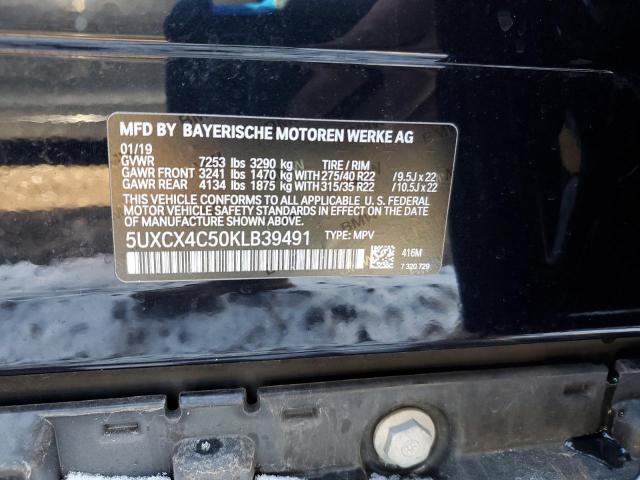 MFD BY BAYERISCHE MOTOREN WERKE AG
01/19
GVWR 7253 lbs 3290 kg TIRE / RIM
GAWR FRONT 3241 lbs 1470 kg WITH 275/40 R22 /9.5J x 22
GAWR REAR 4134 lbs 1875 kg WITH 315/35 R22 /10.5J x 22
THIS VEHICLE CONFORMS TO ALL APPLICABLE U.S. FEDERAL
MOTOR VEHICLE SAFETY STANDARDS IN EFFECT ON THE DATE
OF MANUFACTURE SHOWN ABOVE.
5UXCX4C50KLB39491 TYPE: MPV
416M
7 320 729